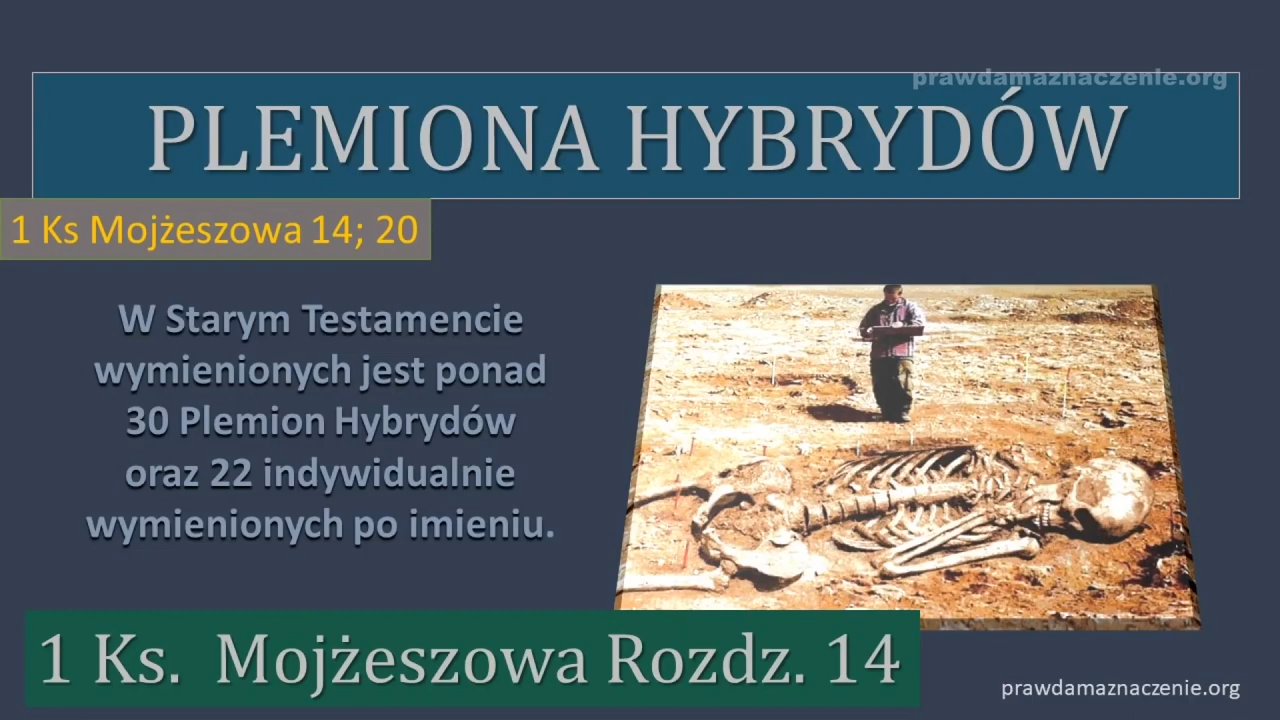 prawdamaznaczenie.org
PLEMIONA HYBRYDÓW
1 Ks Mojżeszowa 14; 20
W Starym Testamencie
wymienionych jest ponad
30 Plemion Hybrydów
oraz 22 indywidualnie
wymienionych po imieniu.
1 Ks. Mojżeszowa Rozdz. 14
prawdamaznaczenie.org